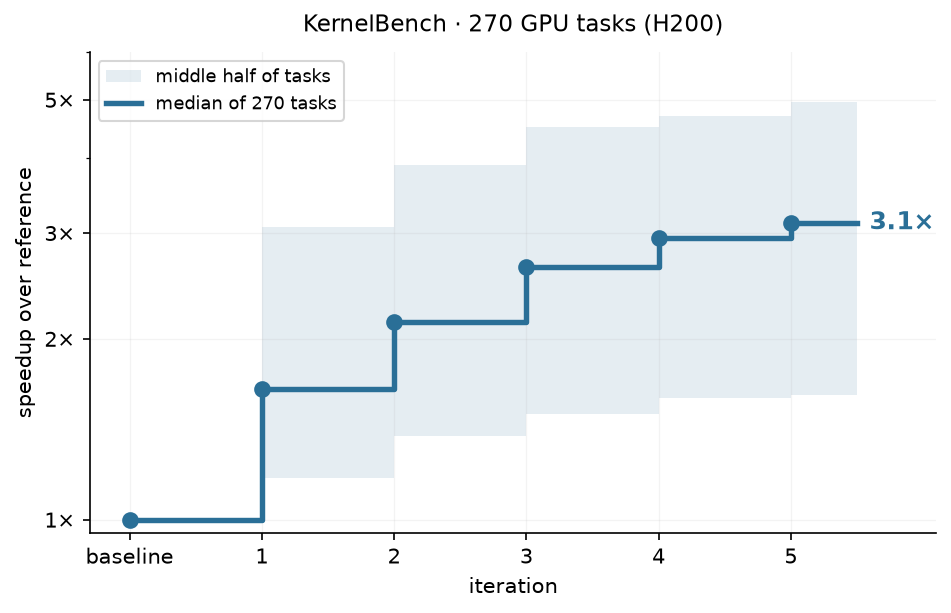 KernelBench · 270 GPU tasks (H200)
middle half of tasks
median of 270 tasks
5×
3×
2×
1×
speedup over reference
3.1×
baseline 1 2 3 4 5
iteration